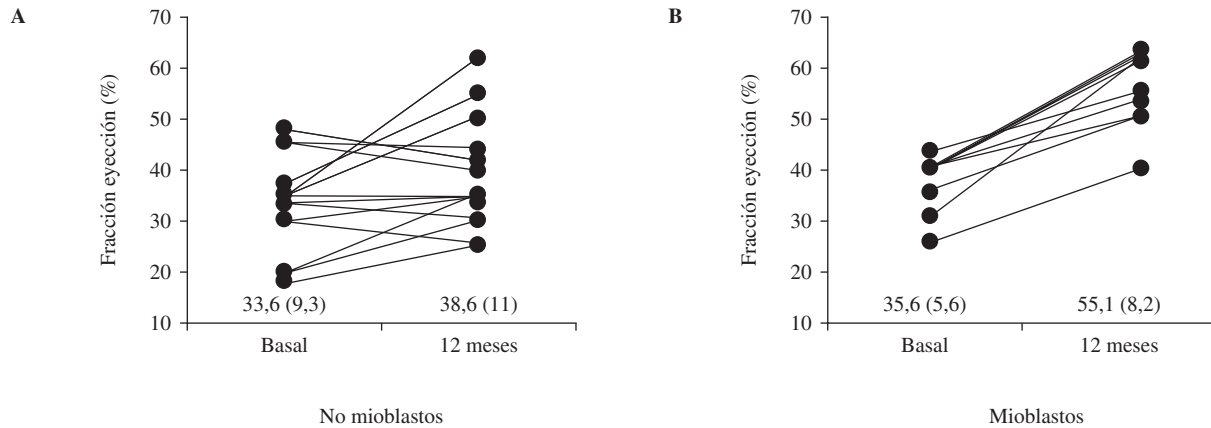 A
Fracción eyección (%)
70
60
50
40
30
20
10
33,6 (9,3)
38,6 (11)
Basal
12 meses
No mioblastos
B
Fracción eyección (%)
70
60
50
40
30
20
10
35,6 (5,6)
55,1 (8,2)
Basal
12 meses
Mioblastos